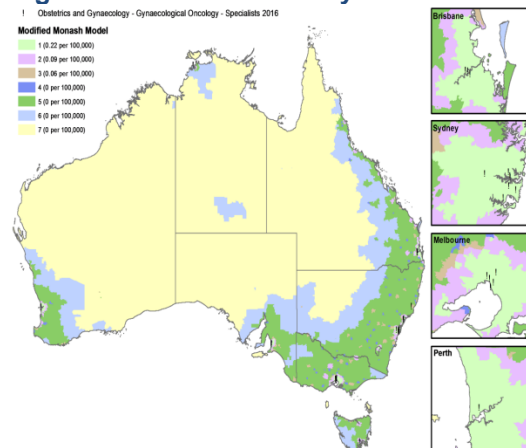 ! Obstetrics and Gynaecology - Gynaecological Oncology - Specialists 2016
Modified Monash Model
1 (0.22 per 100,000)
2 (0.09 per 100,000)
3 (0.06 per 100,000)
4 (0 per 100,000)
5 (0 per 100,000)
6 (0 per 100,000)
7 (0 per 100,000)
Brisbane
Sydney
Melbourne
Perth